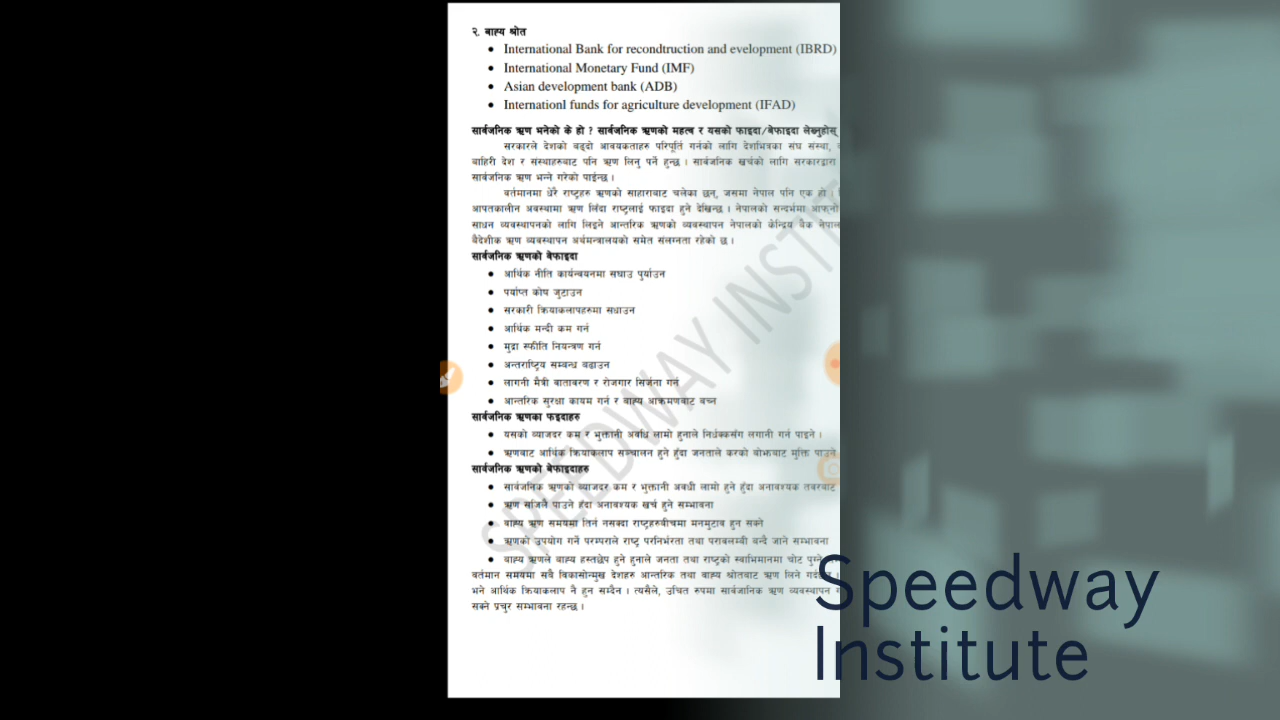 २. बाह्य श्रोत
• International Bank for recondtruction and evelopment (IBRD)
• International Monetary Fund (IMF)
• Asian development bank (ADB)
• Internationl funds for agriculture development (IFAD)
सार्वजनिक ऋण भनेको के हो ? सार्वजनिक ऋणको महत्व र यसको फाइदा/बेफाइदा लेख्नुहोस्
सरकारले देशको बढ्दो आवयकताहरु परिपूर्ति गर्नको लागि देशभित्रका संघ संस्था,
बाहिरी देश र संस्थाहरुबाट पनि ऋण लिनु पर्ने हुन्छ । सार्वजनिक खर्चको लागि सरकारद्वारा
सार्वजनिक ऋण भन्ने गरेको पाईन्छ ।
वर्तमानमा धेरै राष्ट्रहरु ऋणको साहाराबाट चलेका छन्, जसमा नेपाल पनि एक हो ।
आपतकालीन अवस्थामा ऋण लिंदा राष्ट्रलाई फाइदा हुने देखिन्छ । नेपालको सन्दर्भमा आफ्नो
साधन व्यवस्थापनको लागि लिइने आन्तरिक ऋणको व्यवस्थापन नेपालको केन्द्रिय बैंक नेपाल
बैदेशीक ऋण व्यवस्थापन अर्थमन्त्रालयको समेत संलग्नता रहेको छ ।
सार्वजनिक ऋणको बेफाइदा
• आर्थिक नीति कार्यन्वयनमा सघाउ पुर्याउन
• पर्याप्त कोष जुटाउन
• सरकारी क्रियाकलापहरुमा सधाउन
• आर्थिक मन्दी कम गर्न
• मुद्रा स्फीति नियन्त्रण गर्न
• अन्तराष्ट्रिय सम्बन्ध बढाउन
• लागनी मैत्री वातावरण र रोजगार सिर्जना गर्न
• आन्तरिक सुरक्षा कायम गर्न र बाह्य आक्रमणबाट बच्न
सार्वजनिक ऋणका फइदाहरु
• यसको ब्याजदर कम र भुक्तानी अवधि लामो हुनाले निर्धक्कसंग लगानी गर्न पाइने ।
• ऋणबाट आर्थिक क्रियाकलाप सञ्चालन हुने हुँदा जनताले करको बोझबाट मुक्ति पाउने
सार्वजनिक ऋणको बेफाइदाहरु
• सार्वजनिक ऋणको ब्याजदर कम र भुक्तानी अवधी लामो हुने हुँदा अनावश्यक तवरबाट
• ऋण सजिलै पाउने हुँदा अनावश्यक खर्च हुने सम्भावना
• बाह्य ऋण समयमा तिर्न नसक्दा राष्ट्रहरुबीचमा मनमुटाव हुन सक्ने
• ऋणको उपयोग गर्ने परम्पराले राष्ट्र परनिर्भरता तथा परावलम्बी बन्दै जाने सम्भावना
• बाह्य ऋणले बाह्य हस्तछेप हुने हुनाले जनता तथा राष्ट्रको स्वाभिमानमा चोट पुग्ने
वर्तमान समयमा सबै विकासोन्मुख देशहरु आन्तरिक तथा बाह्य श्रोतबाट ऋण लिने
भने आर्थिक क्रियाकलाप नै हुन सम्दैन । त्यसैले, उचित रुपमा सार्वजानिक ऋण व्यवस्थापन
सक्ने प्रचुर सम्भावना रहन्छ ।
SPEEDWAY INSTIT
Speedway
Institute